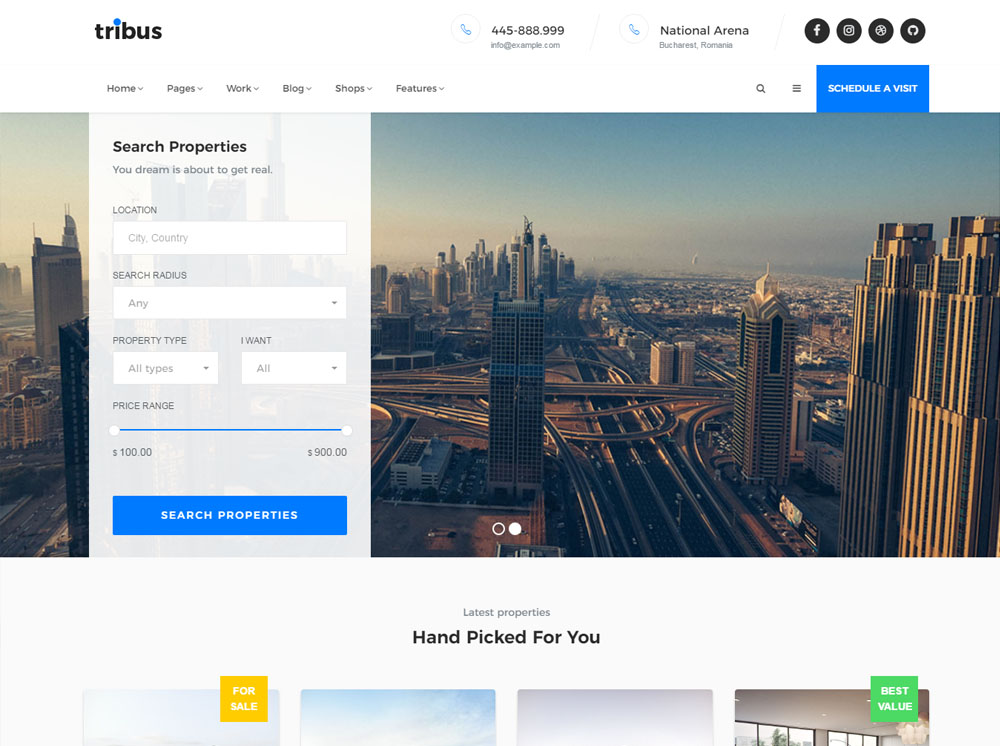 tribus
445-888.999
info@example.com
National Arena
Bucharest, Romania
Home
Pages
Work
Blog
Shops
Features
SCHEDULE A VISIT
Search Properties
You dream is about to get real.
LOCATION
City, Country
SEARCH RADIUS
Any
PROPERTY TYPE
I WANT
All types
All
PRICE RANGE
$ 100.00
$ 900.00
SEARCH PROPERTIES
Latest properties
Hand Picked For You
FOR
SALE
BEST
VALUE